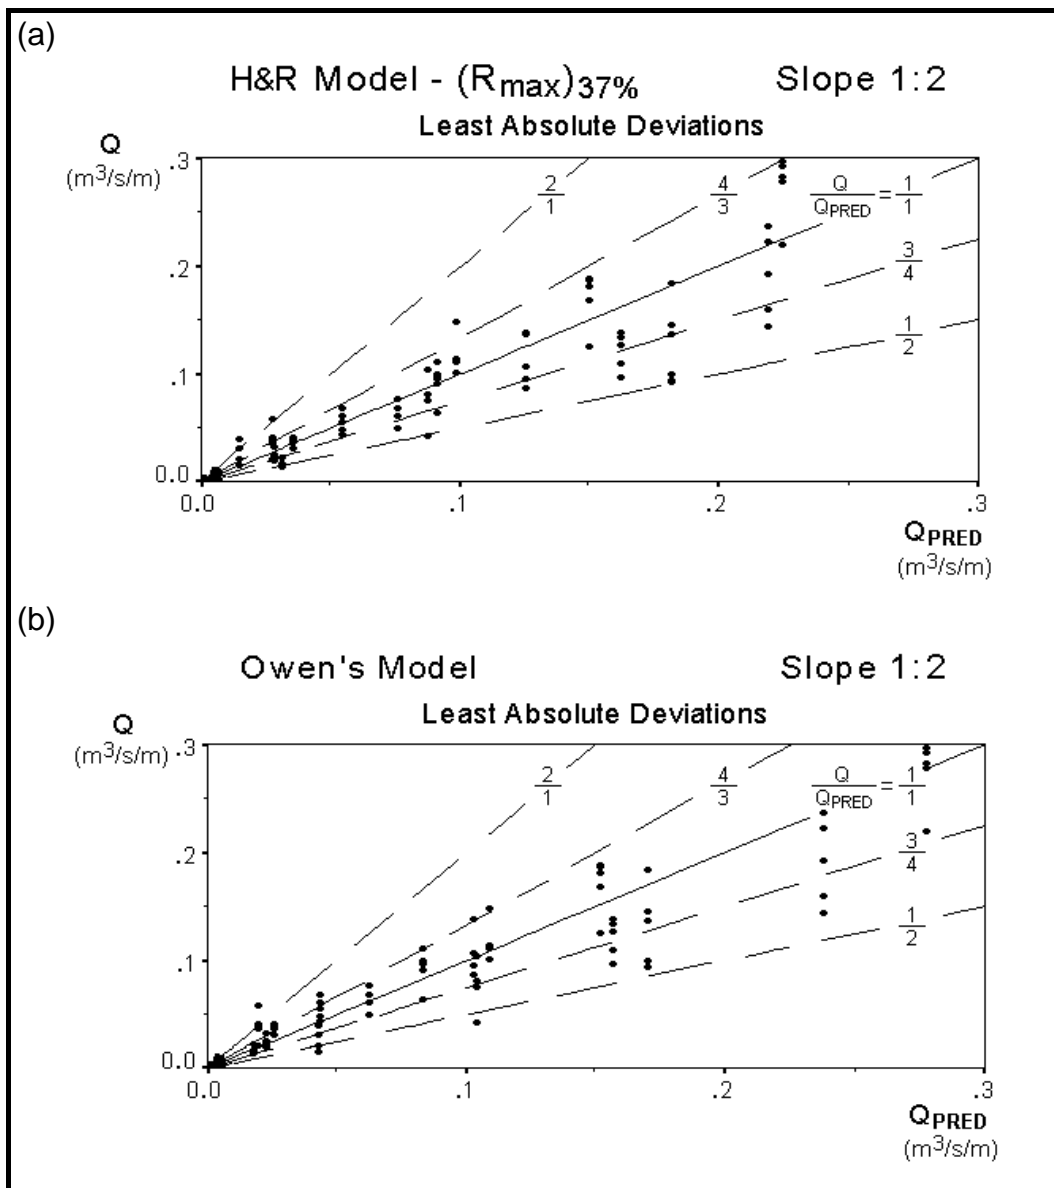 (a)
H&R Model - (Rmax)37% Slope 1:2
Least Absolute Deviations
Q
(m3/s/m)
.3
.2
.1
0.0
2/1
4/3
Q/QPRED = 1/1
3/4
1/2
0.0 .1 .2 .3
QPRED
(m3/s/m)
(b)
Owen's Model Slope 1:2
Least Absolute Deviations
Q
(m3/s/m)
.3
.2
.1
0.0
2/1
4/3
Q/QPRED = 1/1
3/4
1/2
0.0 .1 .2 .3
QPRED
(m3/s/m)